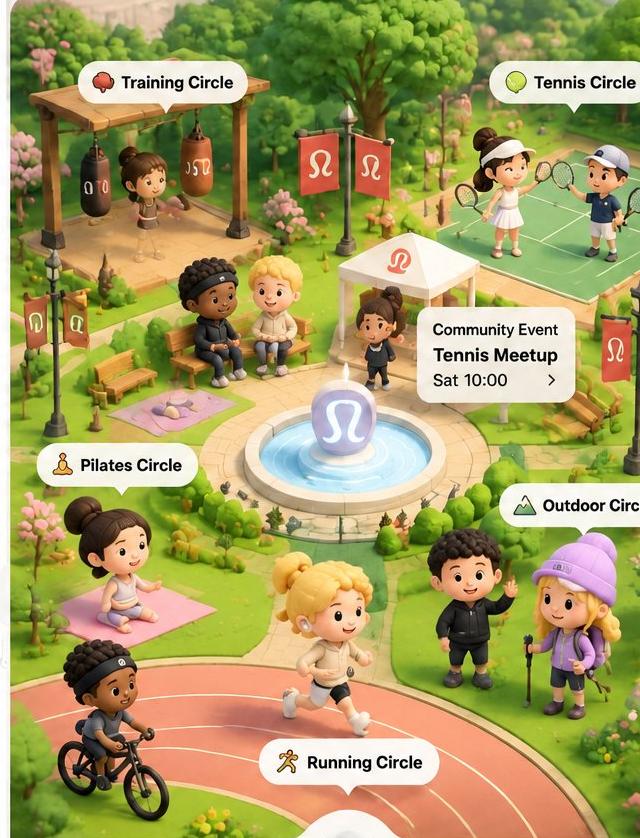 Training Circle
Tennis Circle
Community Event
Tennis Meetup
Sat 10:00
Pilates Circle
Outdoor Circ
Running Circle